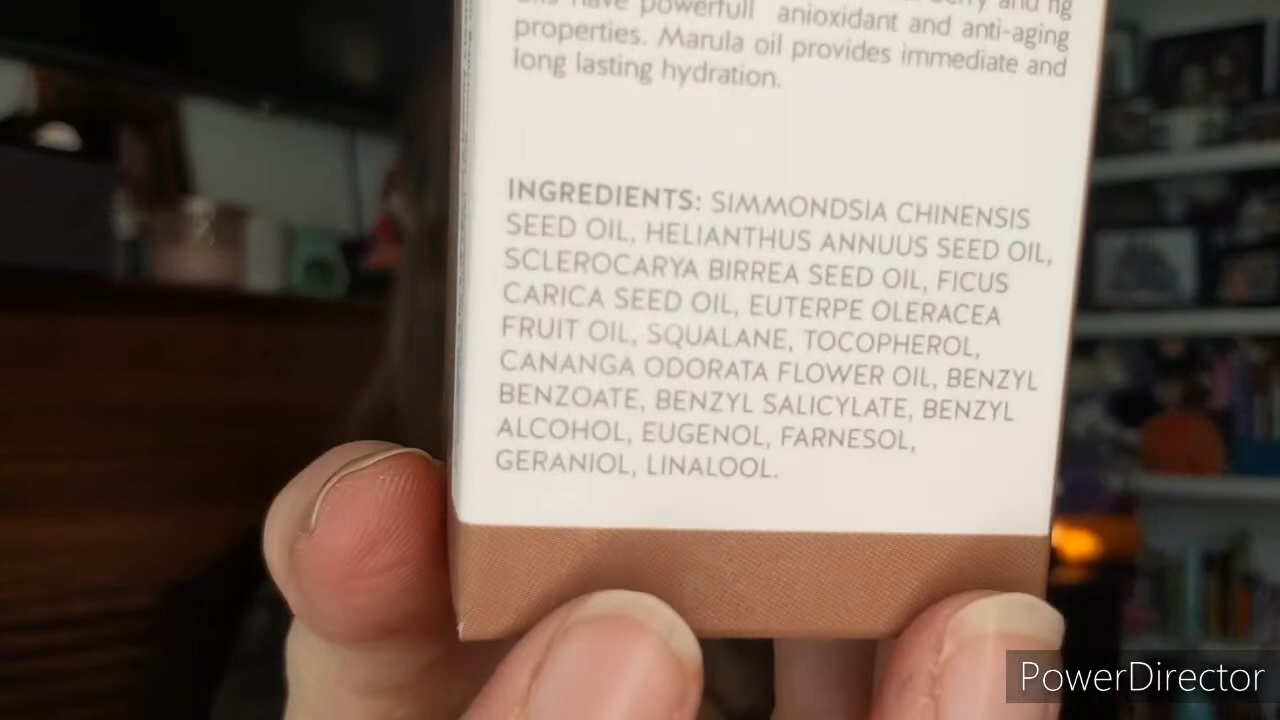 have powerfull anioxidant and anti-aging
properties. Marula oil provides immediate and
long lasting hydration.
INGREDIENTS: SIMMONDSIA CHINENSIS
SEED OIL, HELIANTHUS ANNUUS SEED OIL,
SCLEROCARYA BIRREA SEED OIL, FICUS
CARICA SEED OIL, EUTERPE OLERACEA
FRUIT OIL, SQUALANE, TOCOPHEROL,
CANANGA ODORATA FLOWER OIL, BENZYL
BENZOATE, BENZYL SALICYLATE, BENZYL
ALCOHOL, EUGENOL, FARNESOL,
GERANIOL, LINALOOL.
PowerDirector